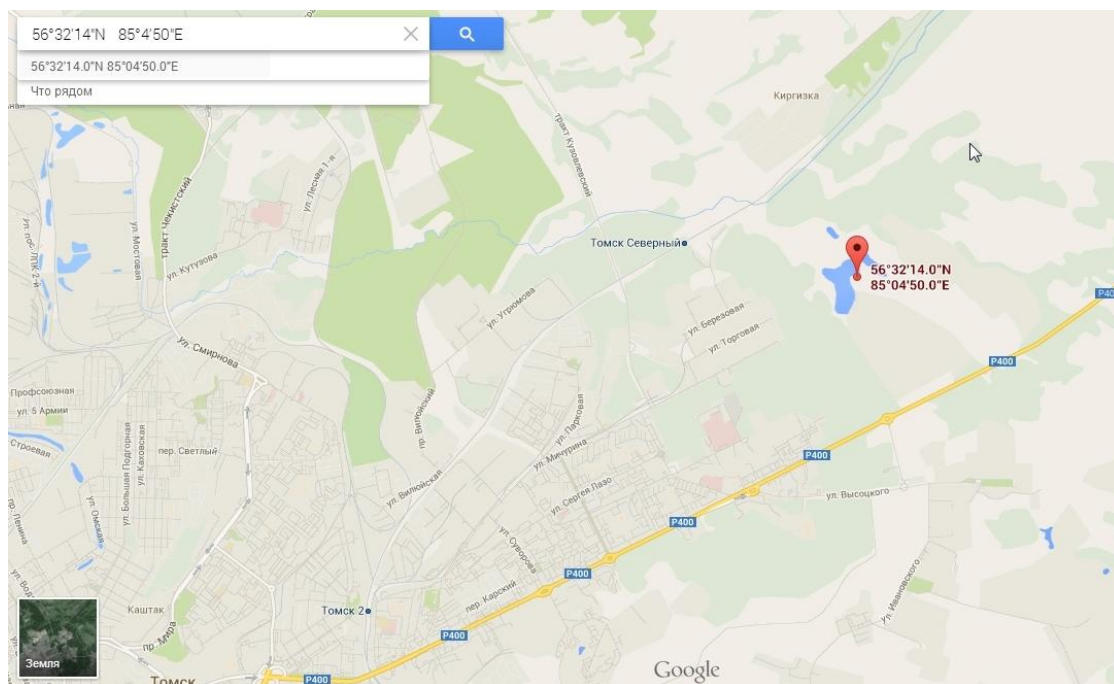 56°32'14"N 85°4'50"E
56°32'14.0"N 85°04'50.0"E
Что рядом
Киргизка
тракт Кузовлевский
ул. Лесная 1-я
тракт Чекистский
ул. Мостовая
ул. пос. ЛПК 2-й
Томск Северный
ул. Кутузова
56°32'14.0"N
85°04'50.0"E
ул. Угрюмова
ул. Березовая
ул. Торговая
ул. Смирнова
P400
Профсоюзная
ул. 5 Армии
пр. Вилюйский
ул. Парковая
Строевая
пер. Светлый
ул. Большая Подгорная
ул. Каховская
ул. Мичурина
P400
ул. Вилюйская
ул. Сергея Лазо
ул. Высоцкого
пр. Ленина
ул. Омская
P400
ул. Суворова
P400
ул. Ивановского
пер. Карский
Каштак
Томск 2
пр. Мира
P400
Земля
Google
Томск
P400